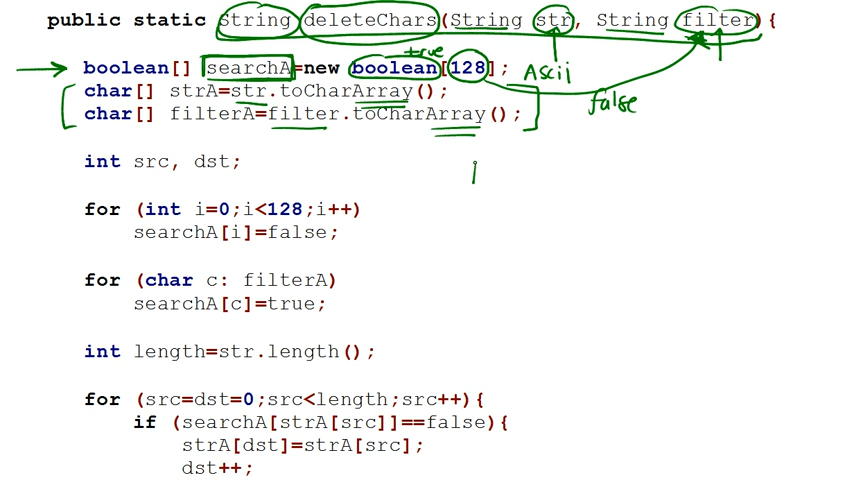 public static String deleteChars(String str, String filter){
true
boolean[] searchA=new boolean[128];
Ascii
char[] strA=str.toCharArray();
false
char[] filterA=filter.toCharArray();
int src, dst;
for (int i=0;i<128;i++)
searchA[i]=false;
for (char c: filterA)
searchA[c]=true;
int length=str.length();
for (src=dst=0;src<length;src++){
if (searchA[strA[src]]==false){
strA[dst]=strA[src];
dst++;